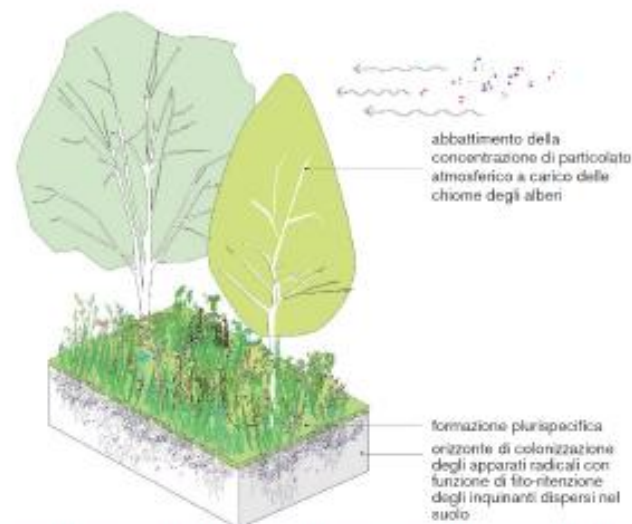 abbattimento della
concentrazione di particolato
atmosferico a carico delle
chiome degli alberi
formazione plurispecifica
orizzonte di colonizzazione
degli apparati radicali con
funzione di fito-ritenzione
degli inquinanti dispersi nel
suolo